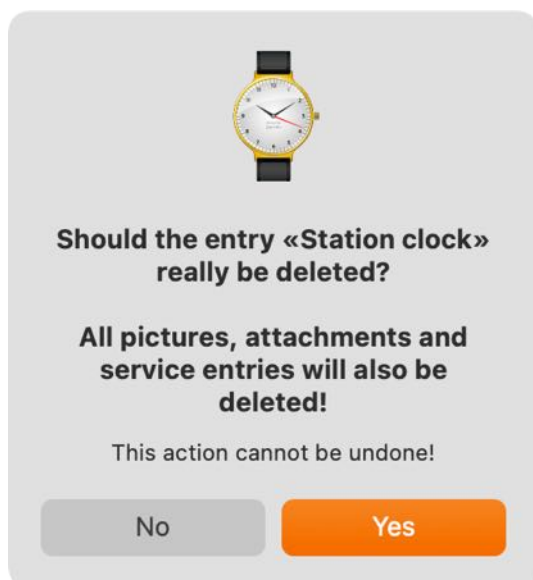 Should the entry «Station clock»
really be deleted?
All pictures, attachments and
service entries will also be
deleted!
This action cannot be undone!
No
Yes